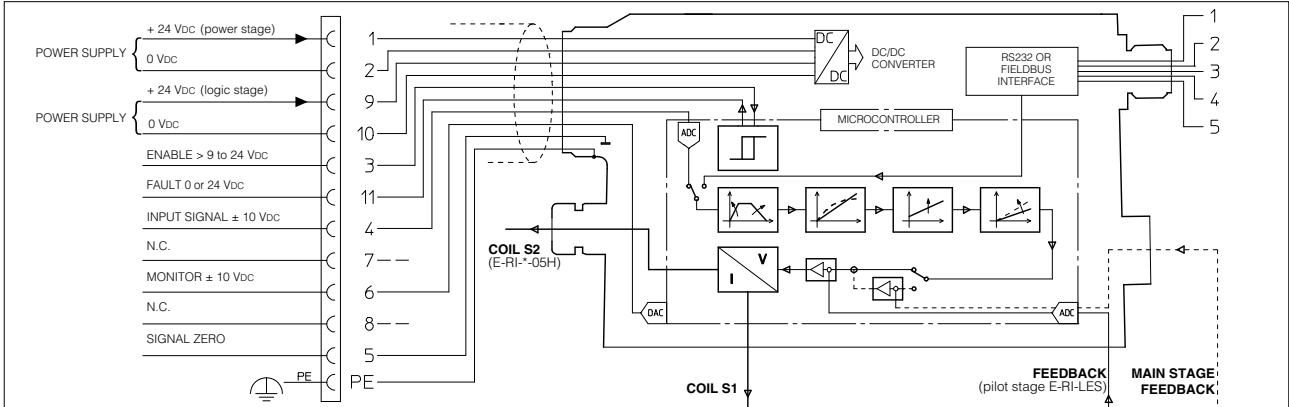 + 24 VDC (power stage)
POWER SUPPLY
0 VDC
+ 24 VDC (logic stage)
POWER SUPPLY
0 VDC
ENABLE > 9 to 24 VDC
FAULT 0 or 24 VDC
INPUT SIGNAL ± 10 VDC
N.C.
MONITOR ± 10 VDC
N.C.
SIGNAL ZERO
PE
1
2
9
10
3
11
4
7
6
8
5
PE
DC
DC
DC/DC
CONVERTER
RS232 OR
FIELDBUS
INTERFACE
1
2
3
4
5
MICROCONTROLLER
ADC
COIL S2
(E-RI-*-05H)
V
I
DAC
ADC
COIL S1
FEEDBACK
(pilot stage E-RI-LES)
MAIN STAGE
FEEDBACK